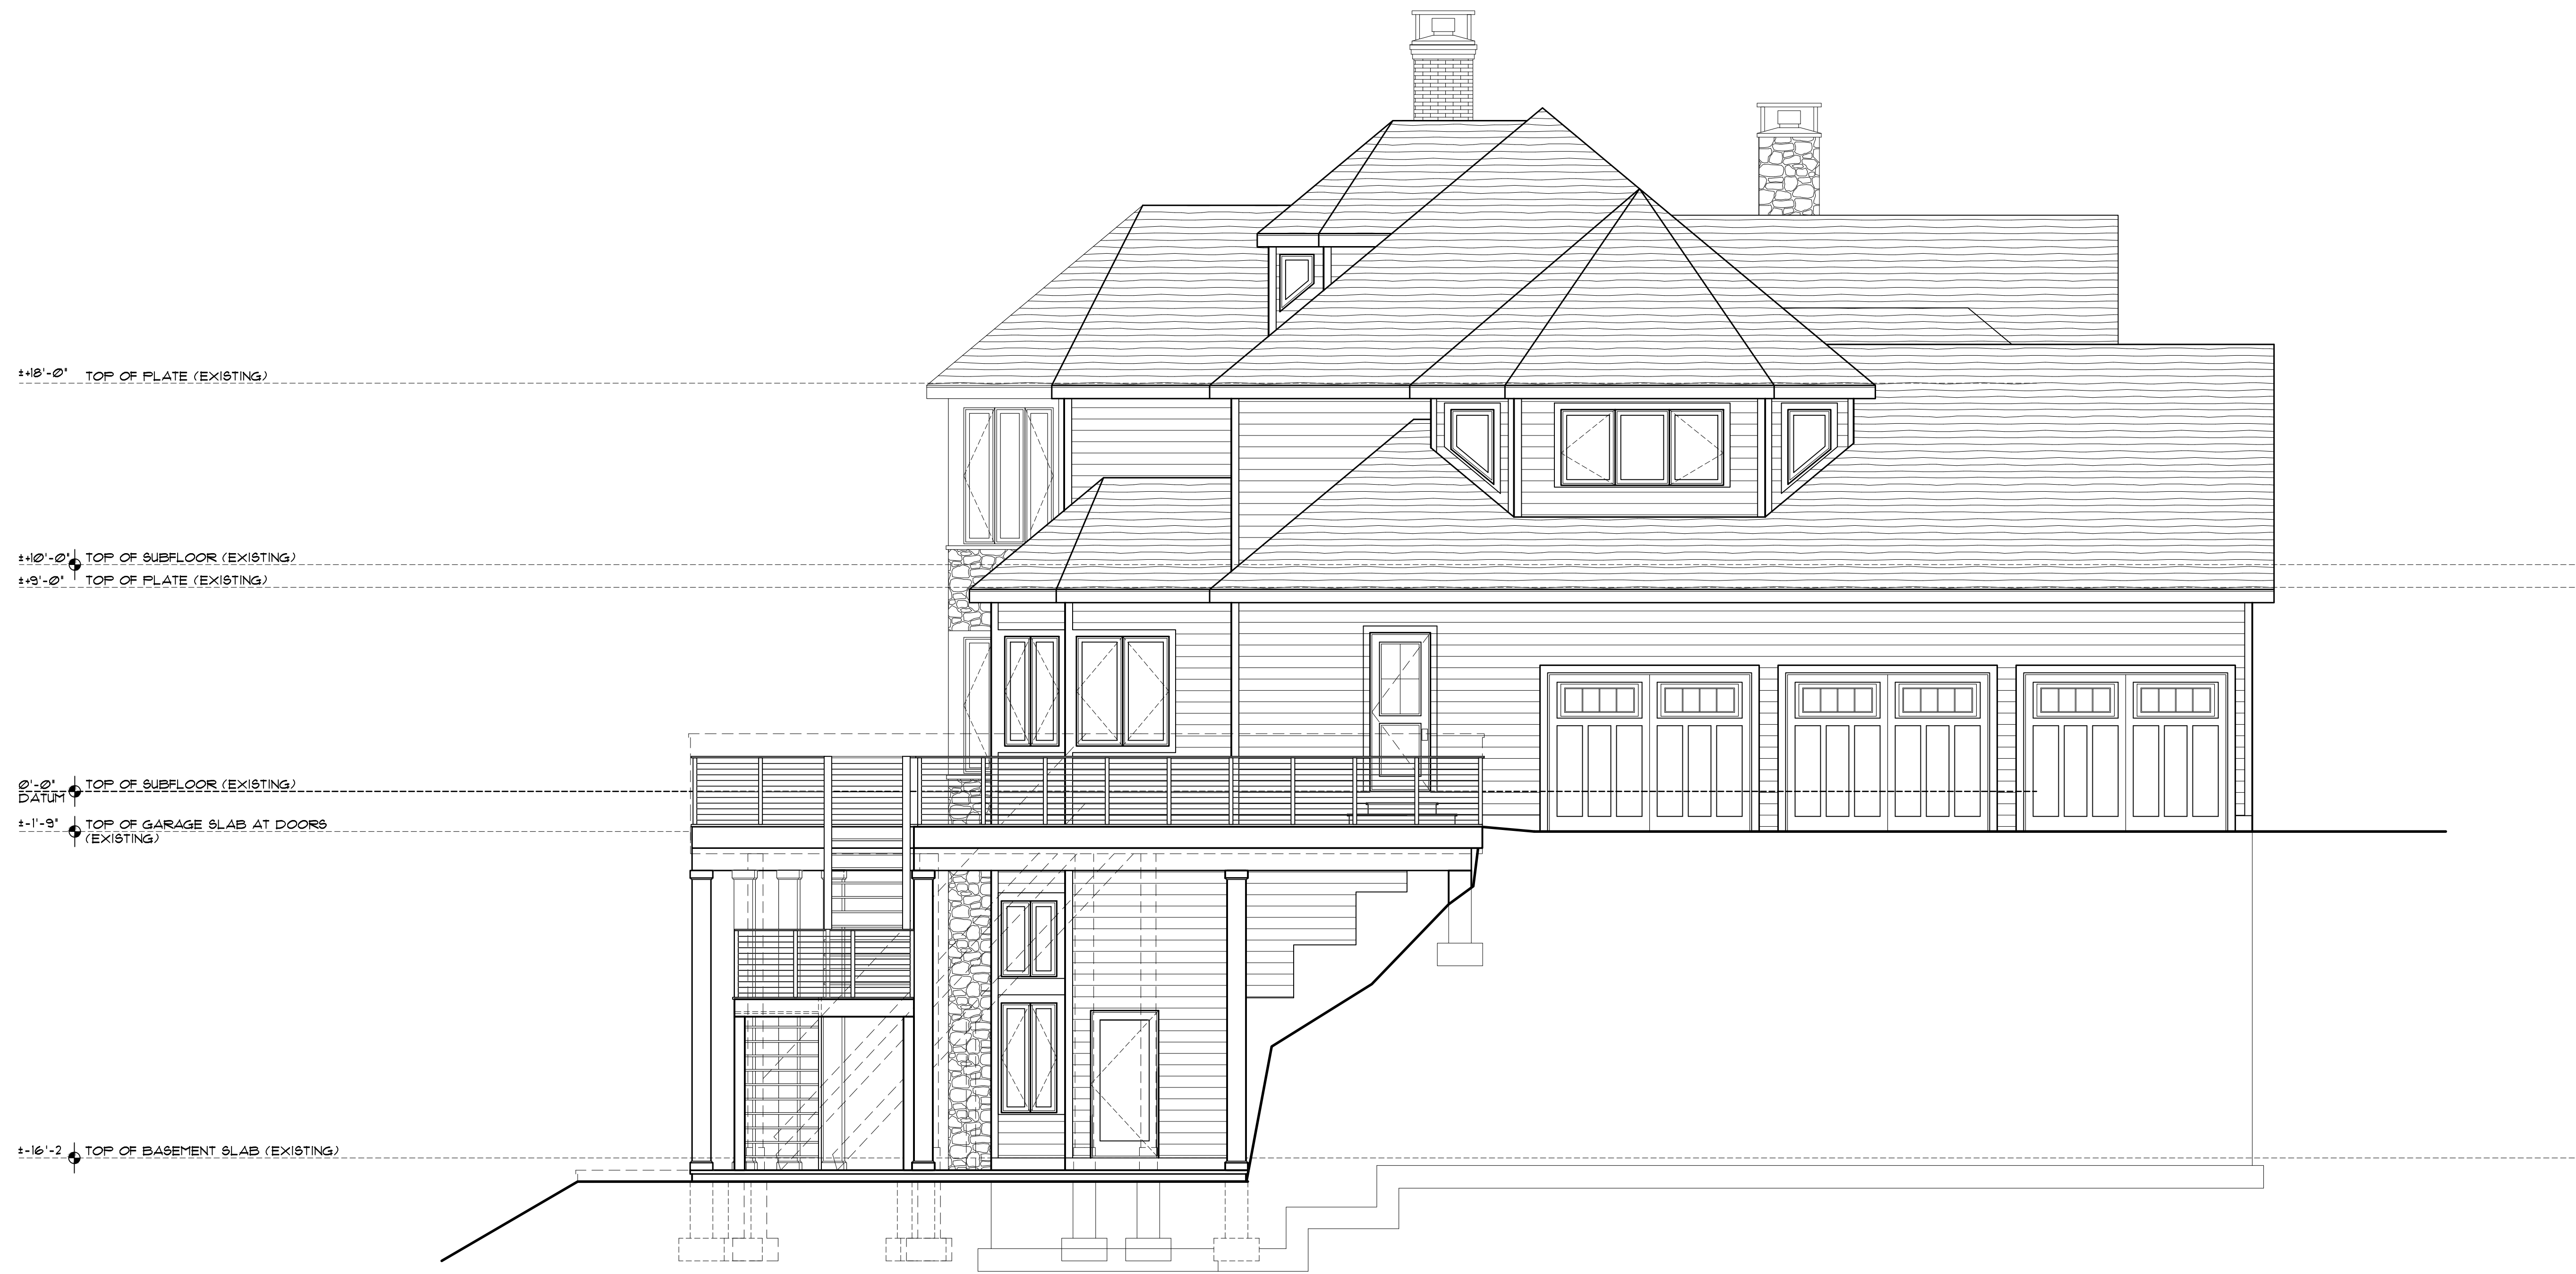 ±+18'-0" TOP OF PLATE (EXISTING)
±+10'-0" TOP OF SUBFLOOR (EXISTING)
±+9'-0" TOP OF PLATE (EXISTING)
0'-0" TOP OF SUBFLOOR (EXISTING)
DATUM
±-1'-9" TOP OF GARAGE SLAB AT DOORS
(EXISTING)
±-16'-2 TOP OF BASEMENT SLAB (EXISTING)